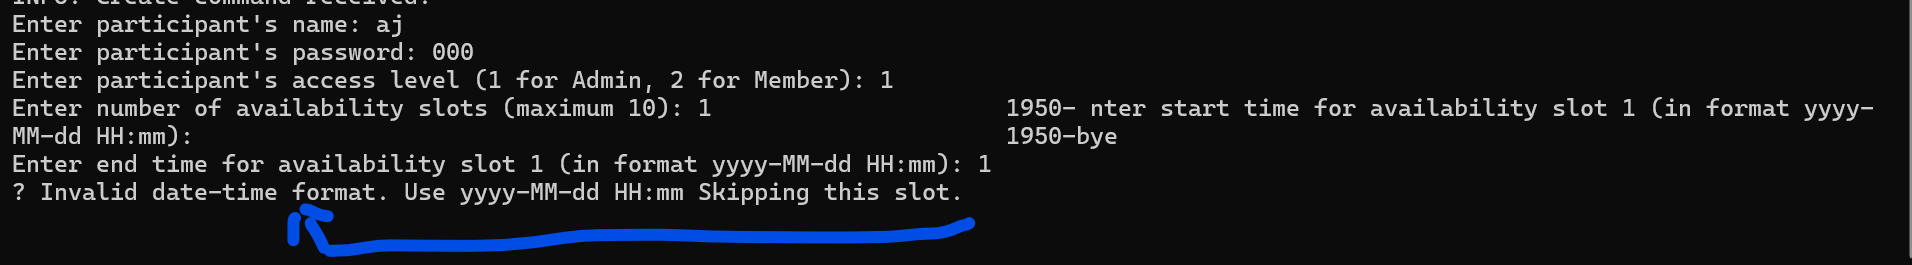 INFO: Create command received.
Enter participant's name: aj
Enter participant's password: 000
Enter participant's access level (1 for Admin, 2 for Member): 1
Enter number of availability slots (maximum 10): 1 1950- nter start time for availability slot 1 (in format yyyy-
MM-dd HH:mm): 1950-bye
Enter end time for availability slot 1 (in format yyyy-MM-dd HH:mm): 1
? Invalid date-time format. Use yyyy-MM-dd HH:mm Skipping this slot.